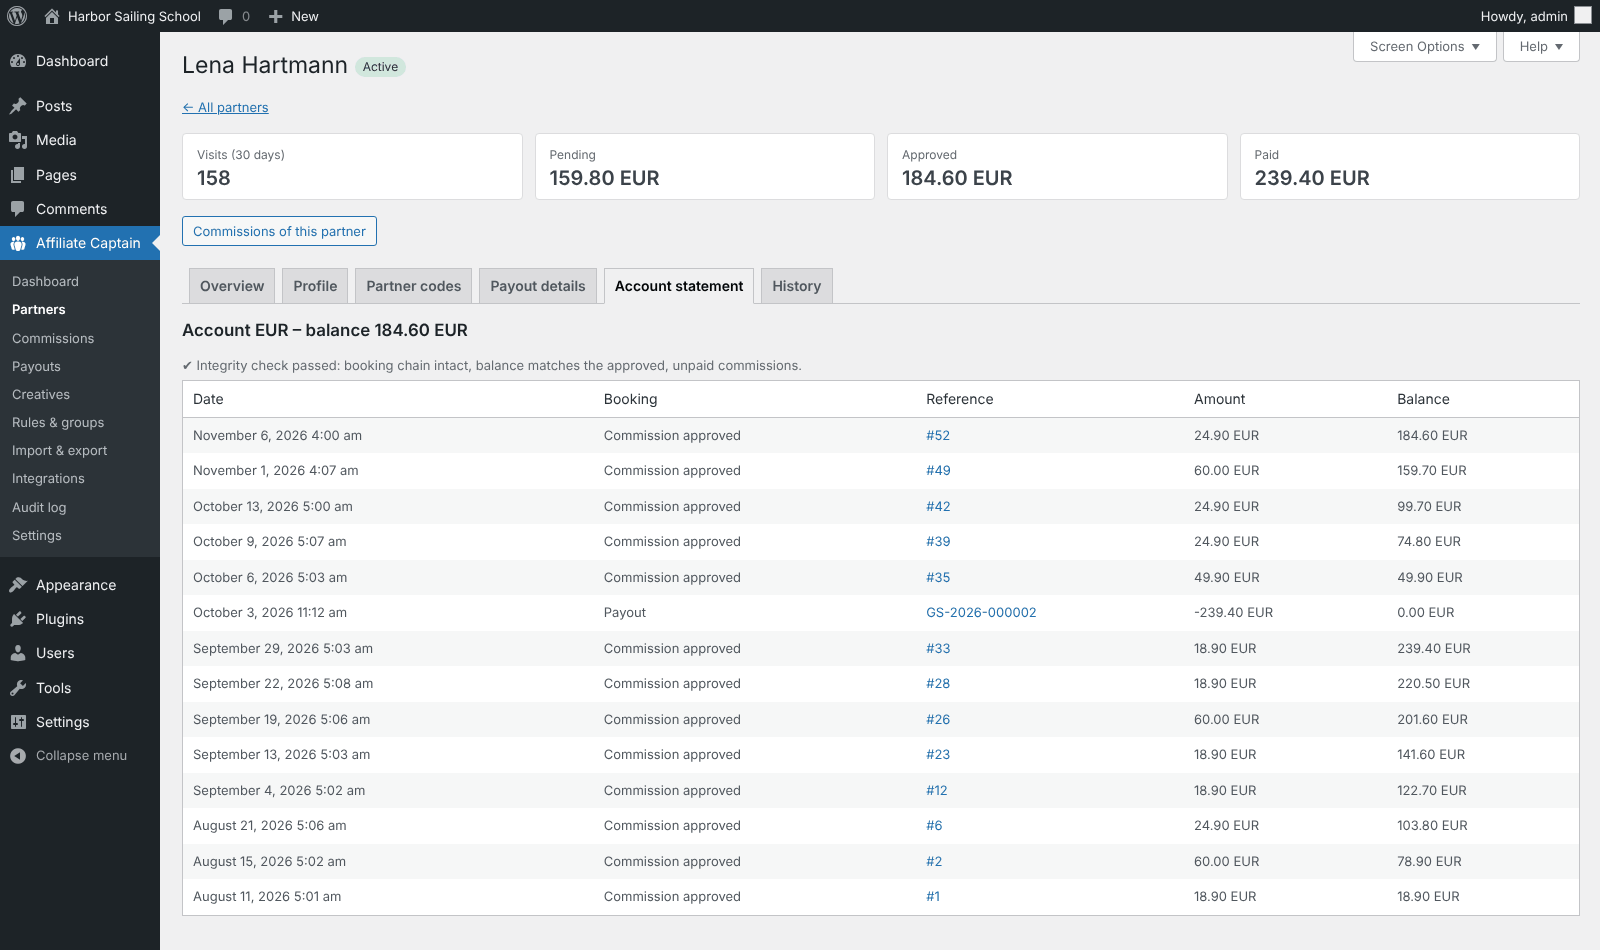 Harbor Sailing School 0 New Howdy, admin
Screen Options Help
Dashboard
Posts
Media
Pages
Comments
Affiliate Captain
Dashboard
Partners
Commissions
Payouts
Creatives
Rules & groups
Import & export
Integrations
Audit log
Settings
Appearance
Plugins
Users
Tools
Settings
Collapse menu
Lena Hartmann Active
← All partners
Visits (30 days)
158
Pending
159.80 EUR
Approved
184.60 EUR
Paid
239.40 EUR
Commissions of this partner
Overview Profile Partner codes Payout details Account statement History
Account EUR – balance 184.60 EUR
✔ Integrity check passed: booking chain intact, balance matches the approved, unpaid commissions.
Date Booking Reference Amount Balance
November 6, 2026 4:00 am Commission approved #52 24.90 EUR 184.60 EUR
November 1, 2026 4:07 am Commission approved #49 60.00 EUR 159.70 EUR
October 13, 2026 5:00 am Commission approved #42 24.90 EUR 99.70 EUR
October 9, 2026 5:07 am Commission approved #39 24.90 EUR 74.80 EUR
October 6, 2026 5:03 am Commission approved #35 49.90 EUR 49.90 EUR
October 3, 2026 11:12 am Payout GS-2026-000002 -239.40 EUR 0.00 EUR
September 29, 2026 5:03 am Commission approved #33 18.90 EUR 239.40 EUR
September 22, 2026 5:08 am Commission approved #28 18.90 EUR 220.50 EUR
September 19, 2026 5:06 am Commission approved #26 60.00 EUR 201.60 EUR
September 13, 2026 5:03 am Commission approved #23 18.90 EUR 141.60 EUR
September 4, 2026 5:02 am Commission approved #12 18.90 EUR 122.70 EUR
August 21, 2026 5:06 am Commission approved #6 24.90 EUR 103.80 EUR
August 15, 2026 5:02 am Commission approved #2 60.00 EUR 78.90 EUR
August 11, 2026 5:01 am Commission approved #1 18.90 EUR 18.90 EUR